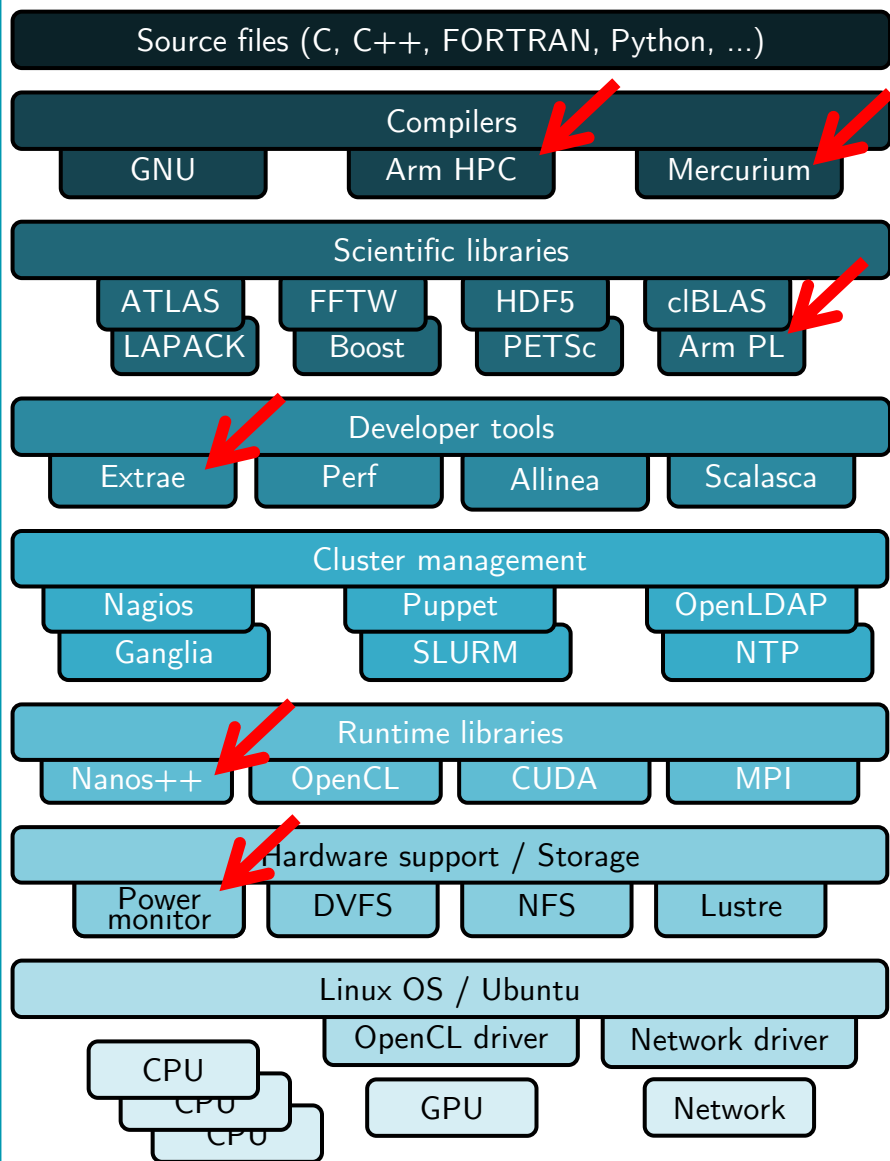 Source files (C, C++, FORTRAN, Python, ...)
Compilers
GNU
Arm HPC
Mercurium
Scientific libraries
ATLAS
FFTW
HDF5
clBLAS
LAPACK
Boost
PETSc
Arm PL
Developer tools
Extrae
Perf
Allinea
Scalasca
Cluster management
Nagios
Puppet
OpenLDAP
Ganglia
SLURM
NTP
Runtime libraries
Nanos++
OpenCL
CUDA
MPI
Hardware support / Storage
Power
monitor
DVFS
NFS
Lustre
Linux OS / Ubuntu
OpenCL driver
Network driver
CPU
CPU
CPU
GPU
Network